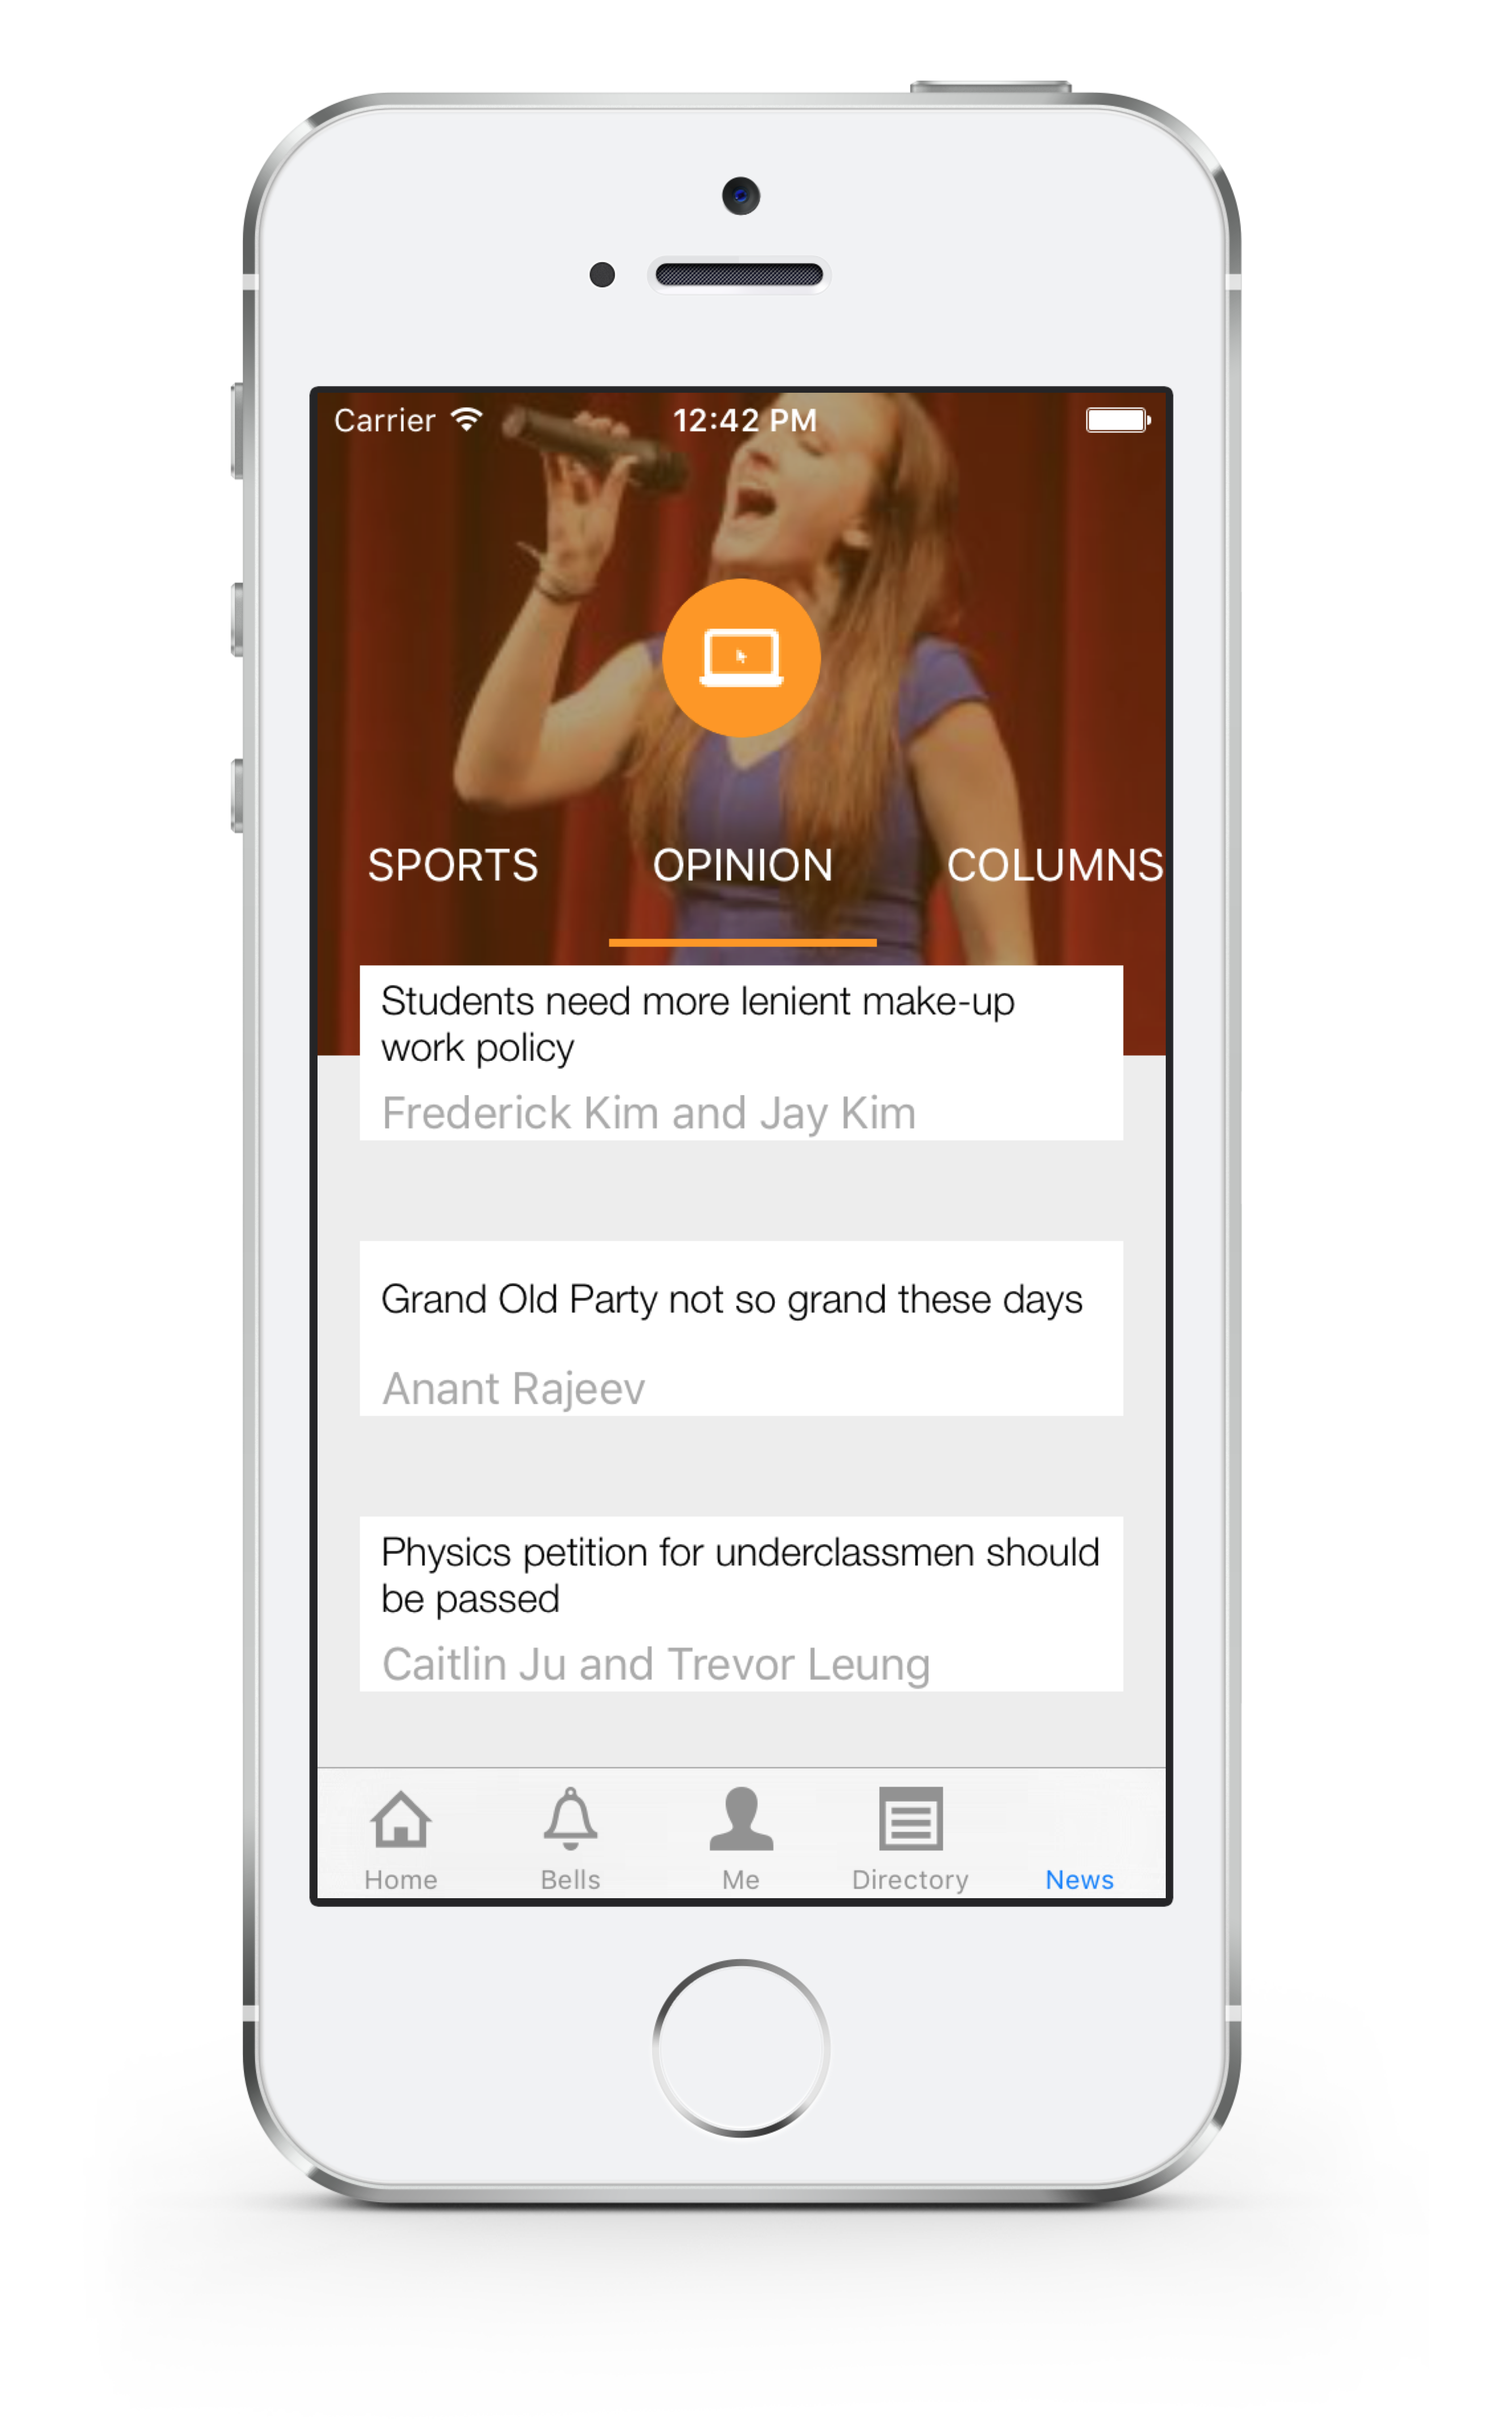 Carrier 12:42 PM
SPORTS OPINION COLUMNS
Students need more lenient make-up
work policy
Frederick Kim and Jay Kim
Grand Old Party not so grand these days
Anant Rajeev
Physics petition for underclassmen should
be passed
Caitlin Ju and Trevor Leung
Home Bells Me Directory News